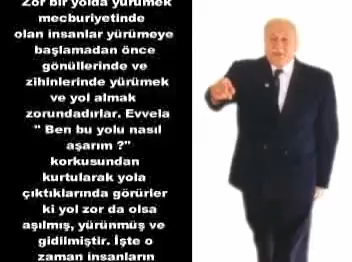 Zor bir yolda yürümek
mecburiyetinde
olan insanlar yürümeye
başlamadan önce
gönüllerinde ve
zihinlerinde yürümek
ve yol almak
zorundadırlar. Evvela
" Ben bu yolu nasıl
aşarım ?"
korkusundan
kurtularak yola
çıktıklarında görürler
ki yol zor da olsa
aşılmış, yürünmüş ve
gidilmiştir. İşte o
zaman insanların